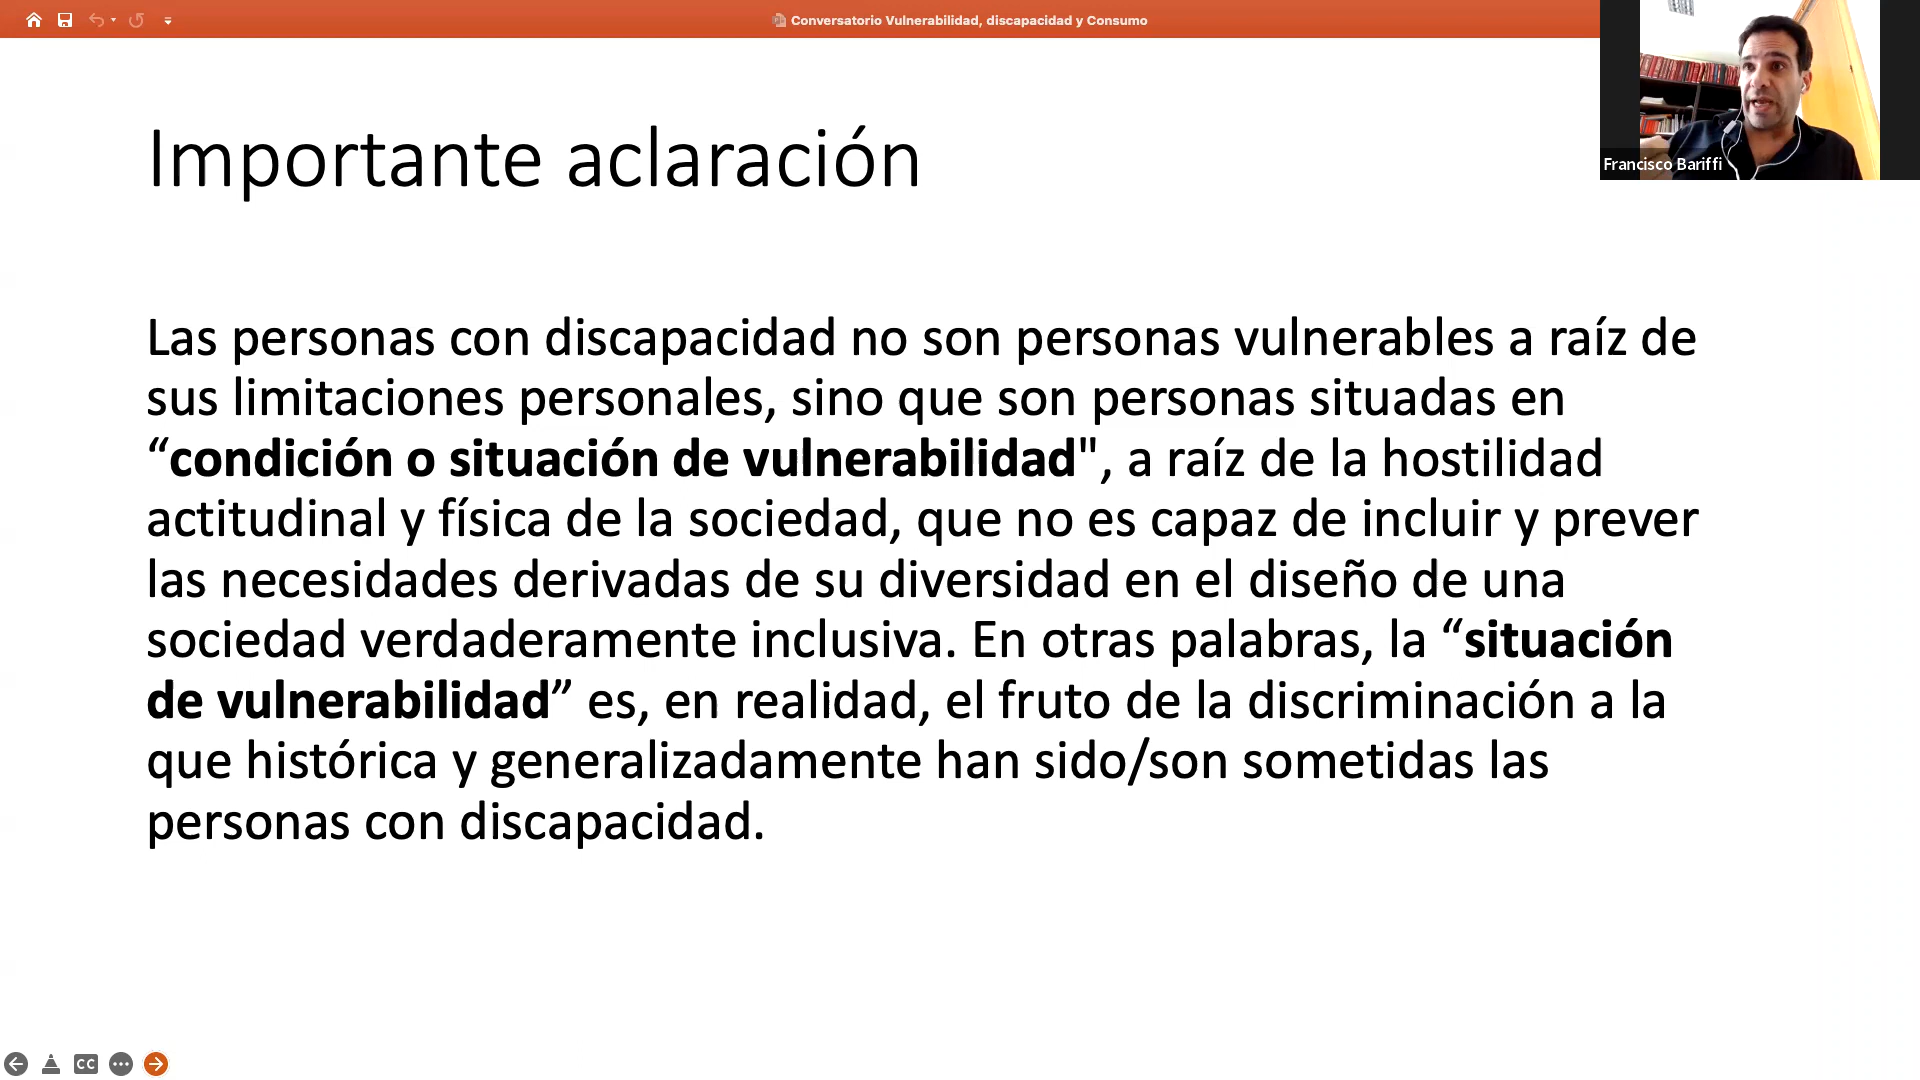 Conversatorio Vulnerabilidad, discapacidad y Consumo
Francisco Bariffi
Importante aclaración
Las personas con discapacidad no son personas vulnerables a raíz de
sus limitaciones personales, sino que son personas situadas en
“condición o situación de vulnerabilidad", a raíz de la hostilidad
actitudinal y física de la sociedad, que no es capaz de incluir y prever
las necesidades derivadas de su diversidad en el diseño de una
sociedad verdaderamente inclusiva. En otras palabras, la “situación
de vulnerabilidad” es, en realidad, el fruto de la discriminación a la
que histórica y generalizadamente han sido/son sometidas las
personas con discapacidad.
CC